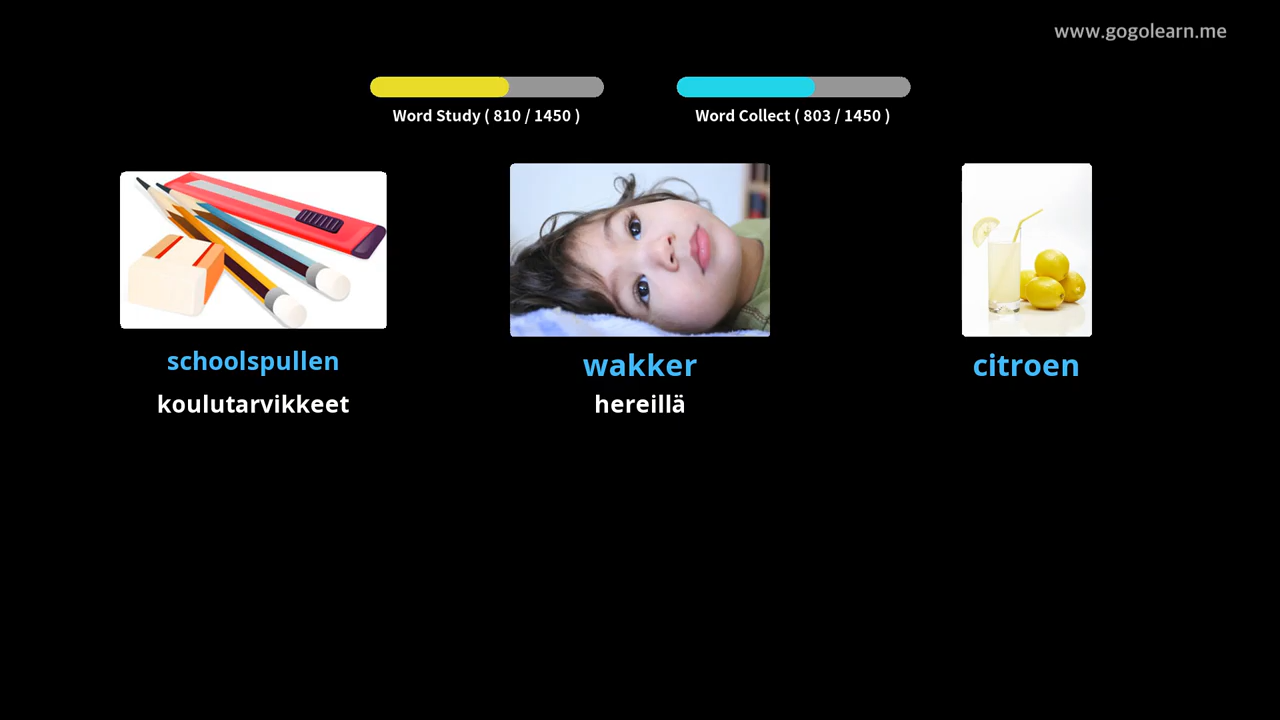 www.gogolearn.me
Word Study ( 810 / 1450 )
Word Collect ( 803 / 1450 )
schoolspullen
koulutarvikkeet
wakker
hereillä
citroen